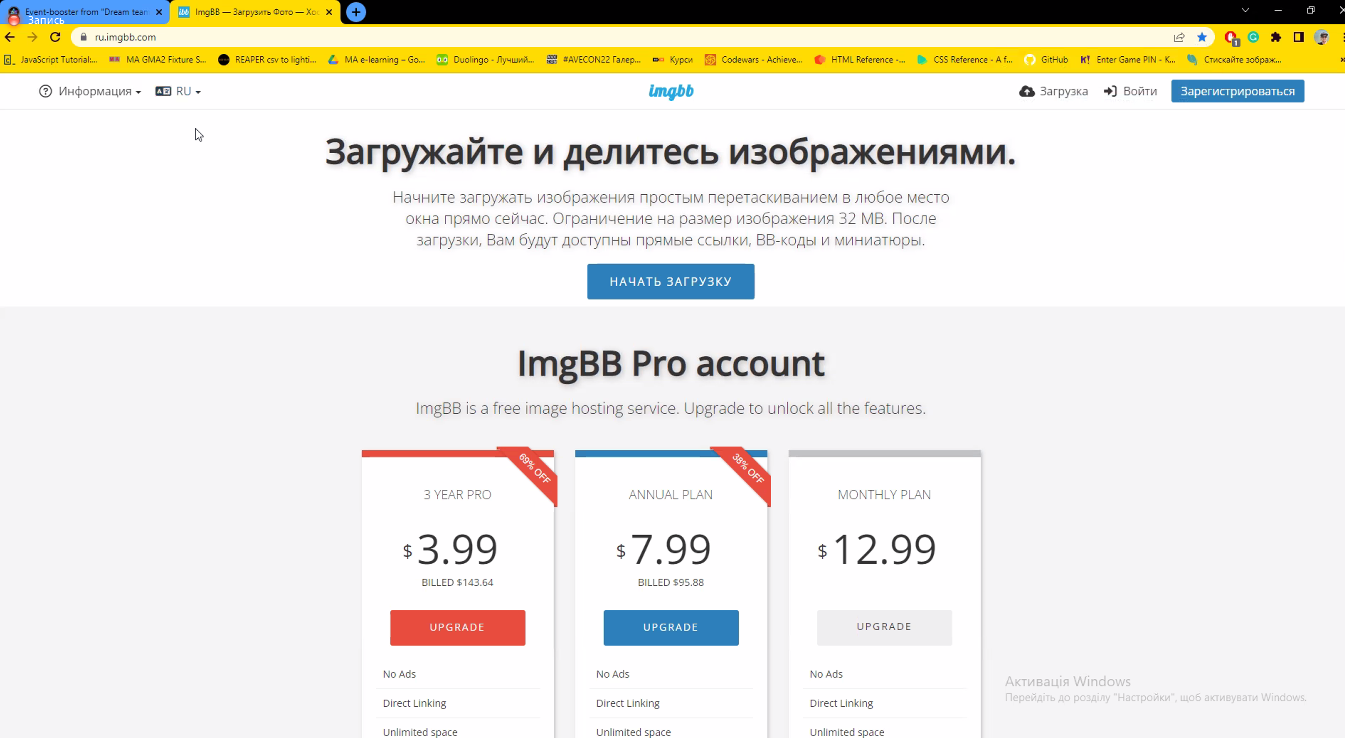 Event-booster from "Dream team
ImgBB — Загрузить Фото — Хос
Запись
ru.imgbb.com
JavaScript Tutorial:...
MA GMA2 Fixture S...
REAPER csv to lighti...
MA e-learning – Go...
Duolingo – Лучший...
#AVECON22 Галер...
Курси
Codewars - Achieve...
HTML Reference -...
CSS Reference - A f...
GitHub
Enter Game PIN - K...
Стискайте зображ...
Информация
RU
imgbb
Загрузка
Войти
Зарегистрироваться
Загружайте и делитесь изображениями.
Начните загружать изображения простым перетаскиванием в любое место
окна прямо сейчас. Ограничение на размер изображения 32 MB. После
загрузки, Вам будут доступны прямые ссылки, BB-коды и миниатюры.
НАЧАТЬ ЗАГРУЗКУ
ImgBB Pro account
ImgBB is a free image hosting service. Upgrade to unlock all the features.
69% OFF
38% OFF
3 YEAR PRO
ANNUAL PLAN
MONTHLY PLAN
$ 3.99
$ 7.99
$ 12.99
BILLED $143.64
BILLED $95.88
UPGRADE
UPGRADE
UPGRADE
No Ads
No Ads
No Ads
Direct Linking
Direct Linking
Direct Linking
Unlimited space
Unlimited space
Unlimited space
Активація Windows
Перейдіть до розділу "Настройки", щоб активувати Windows.